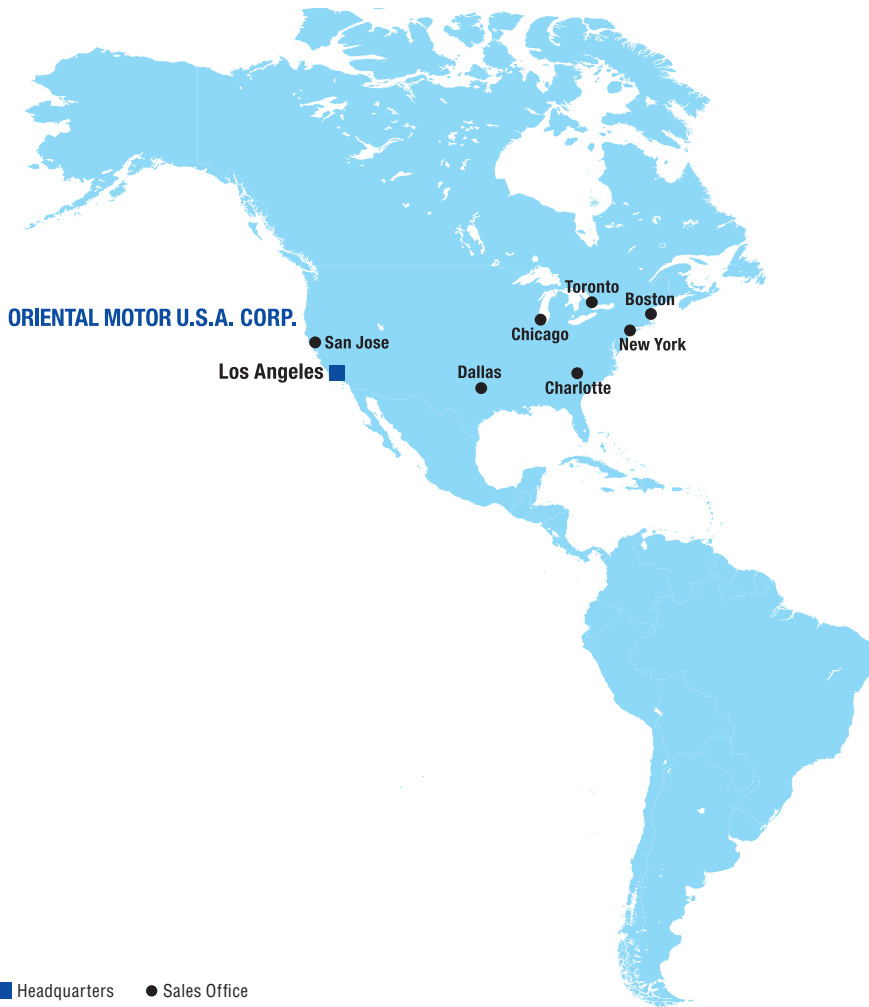 Toronto
Boston
ORIENTAL MOTOR U.S.A. CORP.
Chicago
San Jose
New York
Los Angeles
Dallas
Charlotte
Headquarters
Sales Office